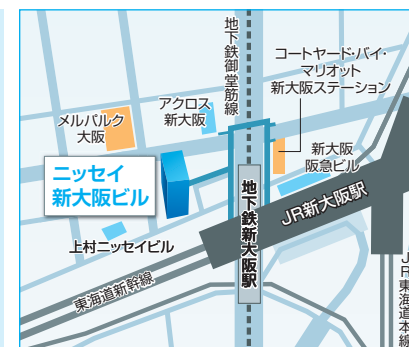 地下鉄御堂筋線
コートヤード・バイ・
マリオット
新大阪ステーション
アクロス
新大阪
メルパルク
大阪
新大阪
阪急ビル
ニッセイ
新大阪ビル
地下鉄新大阪駅
JR新大阪駅
上村ニッセイビル
東海道新幹線
JR東海道本線